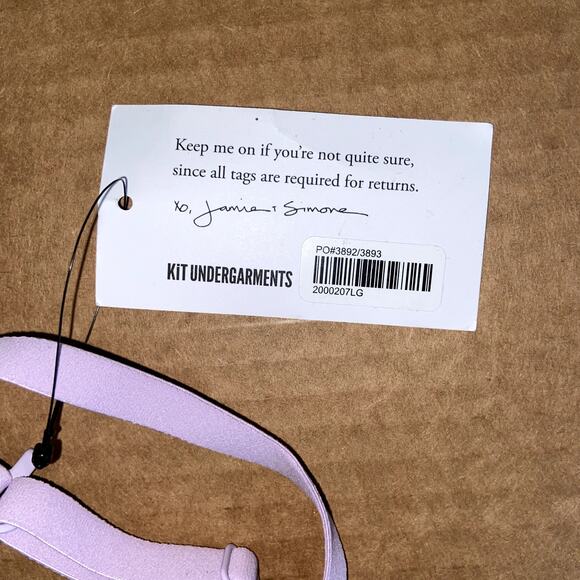 Keep me on if you're not quite sure,
since all tags are required for returns.
xo, Jamie + Simone
KiT UNDERGARMENTS
PO#3892/3893
2000207LG